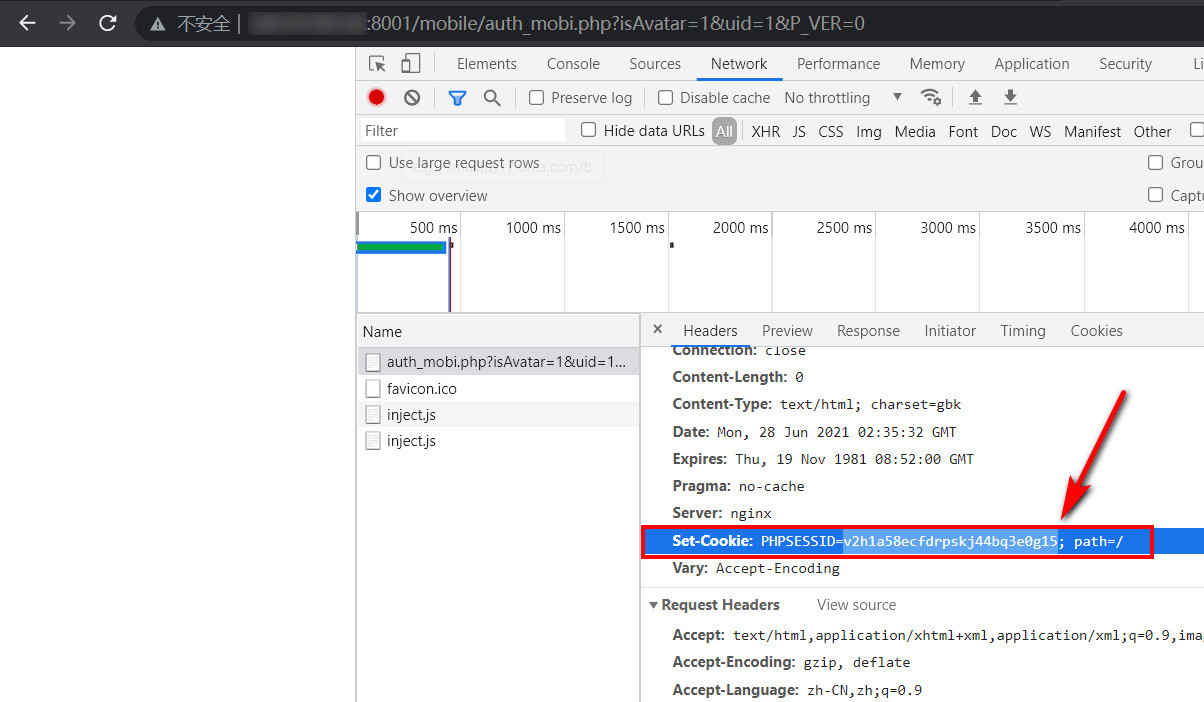 不安全 | :8001/mobile/auth_mobi.php?isAvatar=1&uid=1&P_VER=0
Elements Console Sources Network Performance Memory Application Security Li
Preserve log Disable cache No throttling
Filter Hide data URLs All XHR JS CSS Img Media Font Doc WS Manifest Other
Use large request rows Grou
Show overview Captu
500 ms 1000 ms 1500 ms 2000 ms 2500 ms 3000 ms 3500 ms 4000 ms
Name
auth_mobi.php?isAvatar=1&uid=1...
favicon.ico
inject.js
inject.js
× Headers Preview Response Initiator Timing Cookies
Connection: close
Content-Length: 0
Content-Type: text/html; charset=gbk
Date: Mon, 28 Jun 2021 02:35:32 GMT
Expires: Thu, 19 Nov 1981 08:52:00 GMT
Pragma: no-cache
Server: nginx
Set-Cookie: PHPSESSID=v2h1a58ecfdrpskj44bq3e0g15; path=/
Vary: Accept-Encoding
Request Headers View source
Accept: text/html,application/xhtml+xml,application/xml;q=0.9,ima
Accept-Encoding: gzip, deflate
Accept-Language: zh-CN,zh;q=0.9